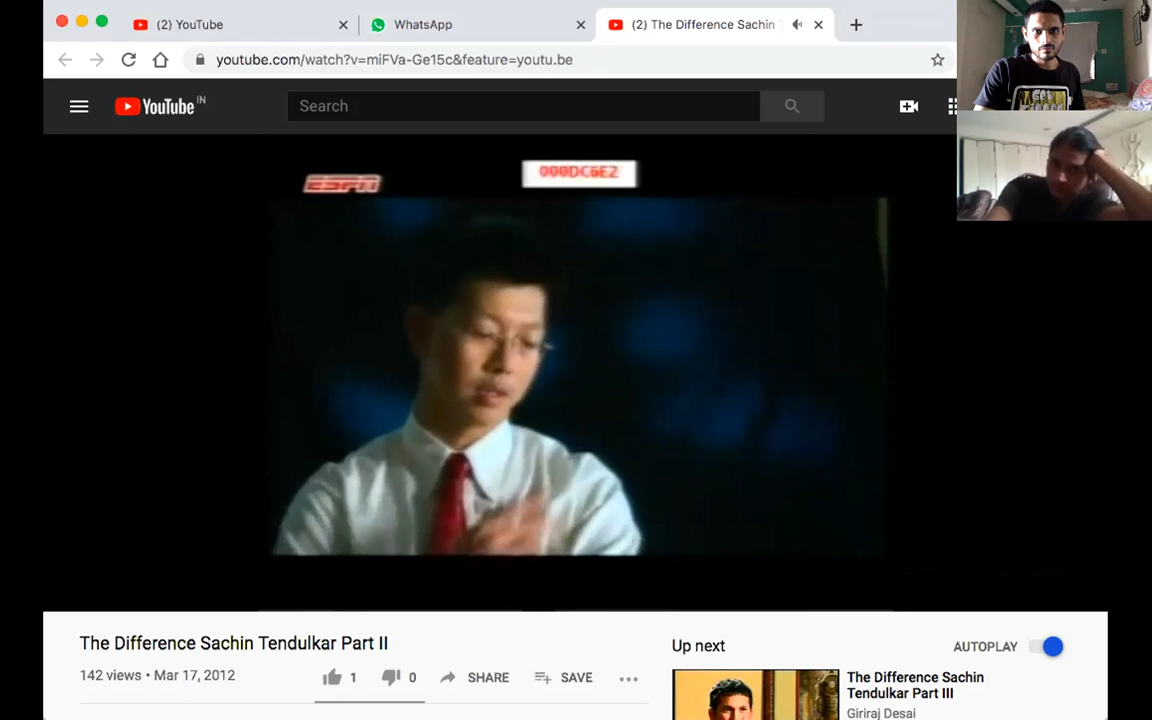 (2) YouTube
WhatsApp
(2) The Difference Sachin
youtube.com/watch?v=miFVa-Ge15c&feature=youtu.be
YouTube IN
Search
ESPN
000DC6E2
The Difference Sachin Tendulkar Part II
142 views • Mar 17, 2012
1
0
SHARE
SAVE
Up next
AUTOPLAY
The Difference Sachin
Tendulkar Part III
Giriraj Desai